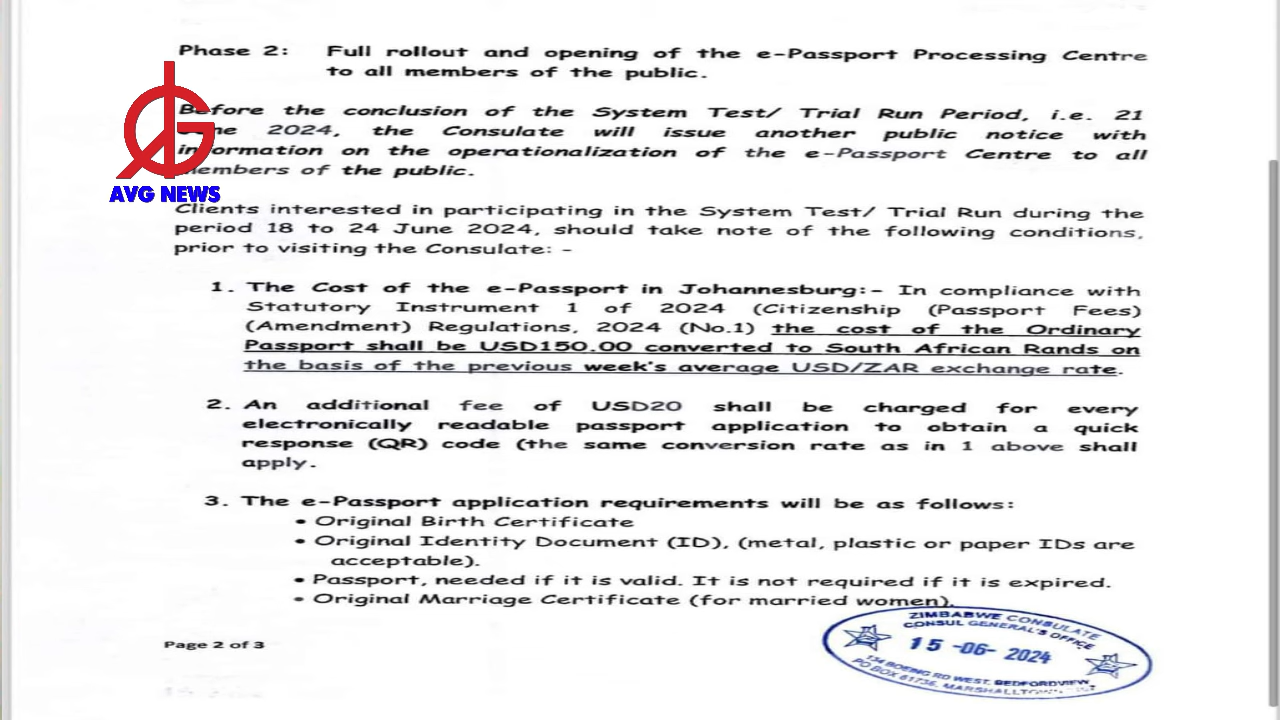 Phase 2: Full rollout and opening of the e-Passport Processing Centre
to all members of the public.
Before the conclusion of the System Test/ Trial Run Period, i.e. 21
2024, the Consulate will issue another public notice with
information on the operationalization of the e-Passport Centre to all
members of the public.
AVG NEWS
Clients interested in participating in the System Test/ Trial Run during the
period 18 to 24 June 2024, should take note of the following conditions,
prior to visiting the Consulate: -
1. The Cost of the e-Passport in Johannesburg:- In compliance with
Statutory Instrument 1 of 2024 (Citizenship (Passport Fees)
(Amendment) Regulations, 2024 (No.1) the cost of the Ordinary
Passport shall be USD150.00 converted to South African Rands on
the basis of the previous week's average USD/ZAR exchange rate.
2. An additional fee of USD20 shall be charged for every
electronically readable passport application to obtain a quick
response (QR) code (the same conversion rate as in 1 above shall
apply.
3. The e-Passport application requirements will be as follows:
• Original Birth Certificate
• Original Identity Document (ID), (metal, plastic or paper IDs are
acceptable).
• Passport, needed if it is valid. It is not required if it is expired.
• Original Marriage Certificate (for married women).
Page 2 of 3
ZIMBABWE CONSULATE
CONSUL GENERAL'S OFFICE
15 -06- 2024
BOEING RD WEST, BEDFORDVIEW,
PO BOX 61736, MARSHALLTOWN